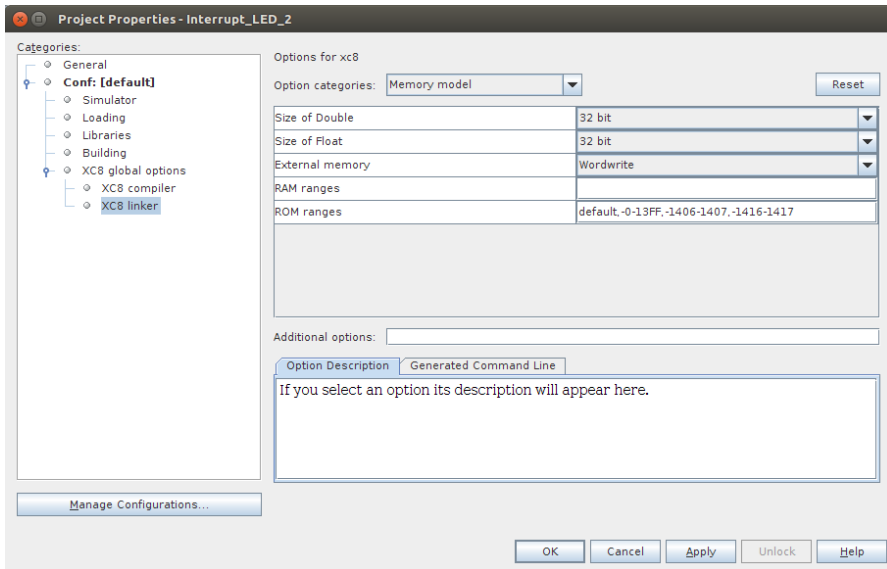 Project Properties - Interrupt_LED_2
Categories:
General
Conf: [default]
Simulator
Loading
Libraries
Building
XC8 global options
XC8 compiler
XC8 linker
Manage Configurations...
Options for xc8
Option categories: Memory model Reset
Size of Double 32 bit
Size of Float 32 bit
External memory Wordwrite
RAM ranges
ROM ranges default,-0-13FF,-1406-1407,-1416-1417
Additional options:
Option Description Generated Command Line
If you select an option its description will appear here.
OK Cancel Apply Unlock Help